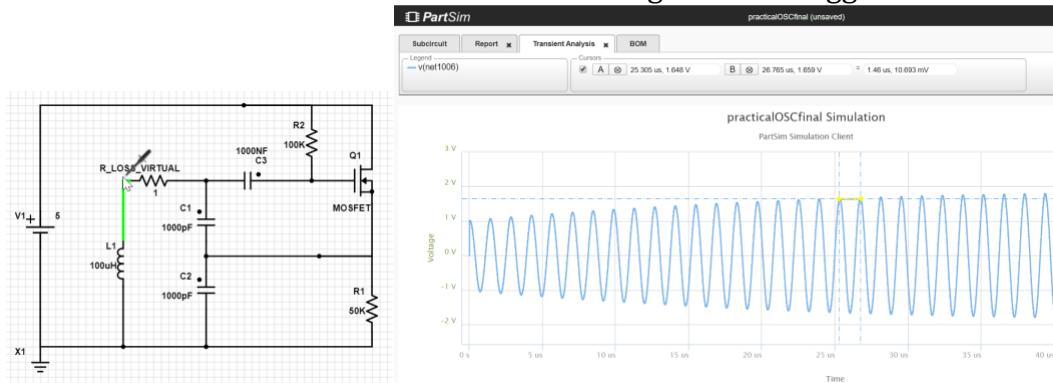 PartSim
practicalOSCfinal (unsaved)
Subcircuit
Report
Transient Analysis
BOM
Legend
v(net1006)
Cursors
A 25.305 us, 1.648 V B 26.765 us, 1.659 V = 1.46 us, 10.693 mV
practicalOSCfinal Simulation
PartSim Simulation Client
3 V
2 V
1 V
0 V
-1 V
-2 V
Voltage
0 s
5 us
10 us
15 us
20 us
25 us
30 us
35 us
40 us
Time
R2
100K
1000NF
C3
Q1
R_LOSS_VIRTUAL
1
MOSFET
C1
1000pF
V1
+
5
L1
100uH
C2
1000pF
R1
50K
X1